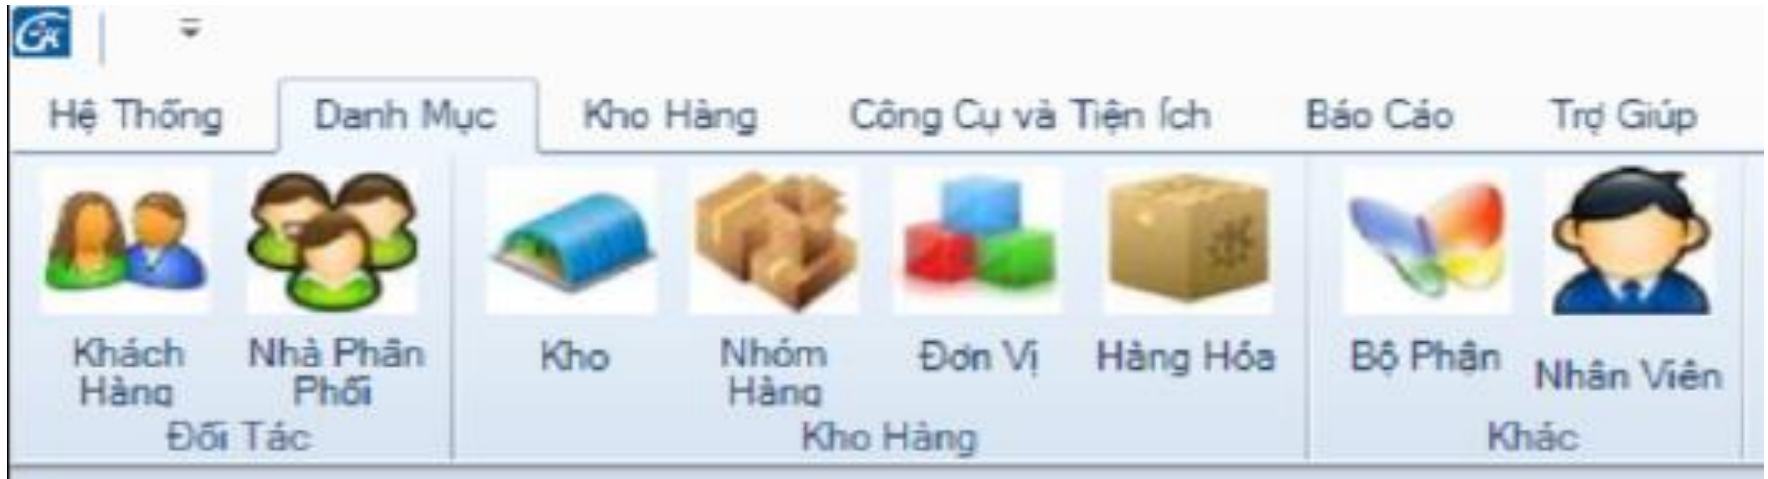 Hệ Thống Danh Mục Kho Hàng Công Cụ và Tiện Ích Báo Cáo Trợ Giúp
Khách Hàng
Nhà Phân Phối
Kho
Nhóm Hàng
Đơn Vị
Hàng Hóa
Bộ Phận
Nhân Viên
Đối Tác
Kho Hàng
Khác